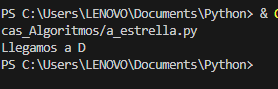 PS C:\Users\LENOVO\Documents\Python> &
cas_Algoritmos/a_estrella.py
Llegamos a D
PS C:\Users\LENOVO\Documents\Python>